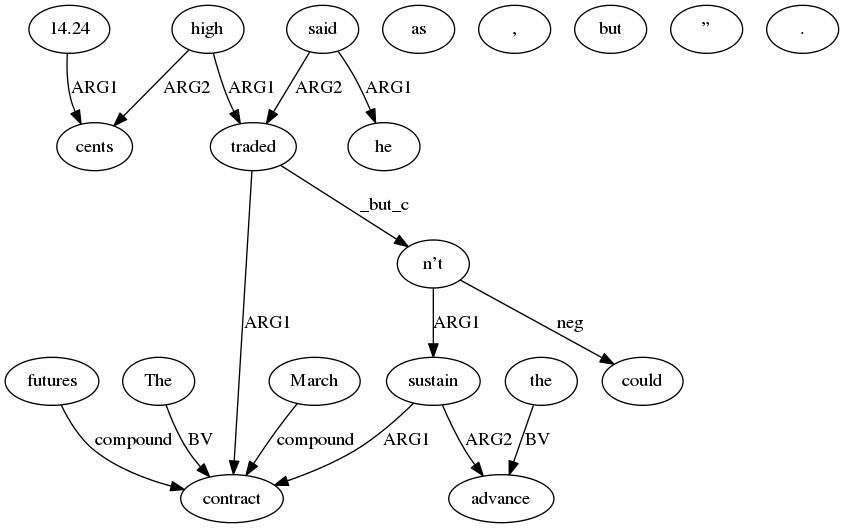 14.24 high said as , but ” .
ARG1 ARG2 ARG1 ARG2 ARG1
cents traded he
_but_c
n’t
ARG1 ARG1 neg
futures The March sustain the could
compound BV compound ARG1 ARG2 BV
contract advance